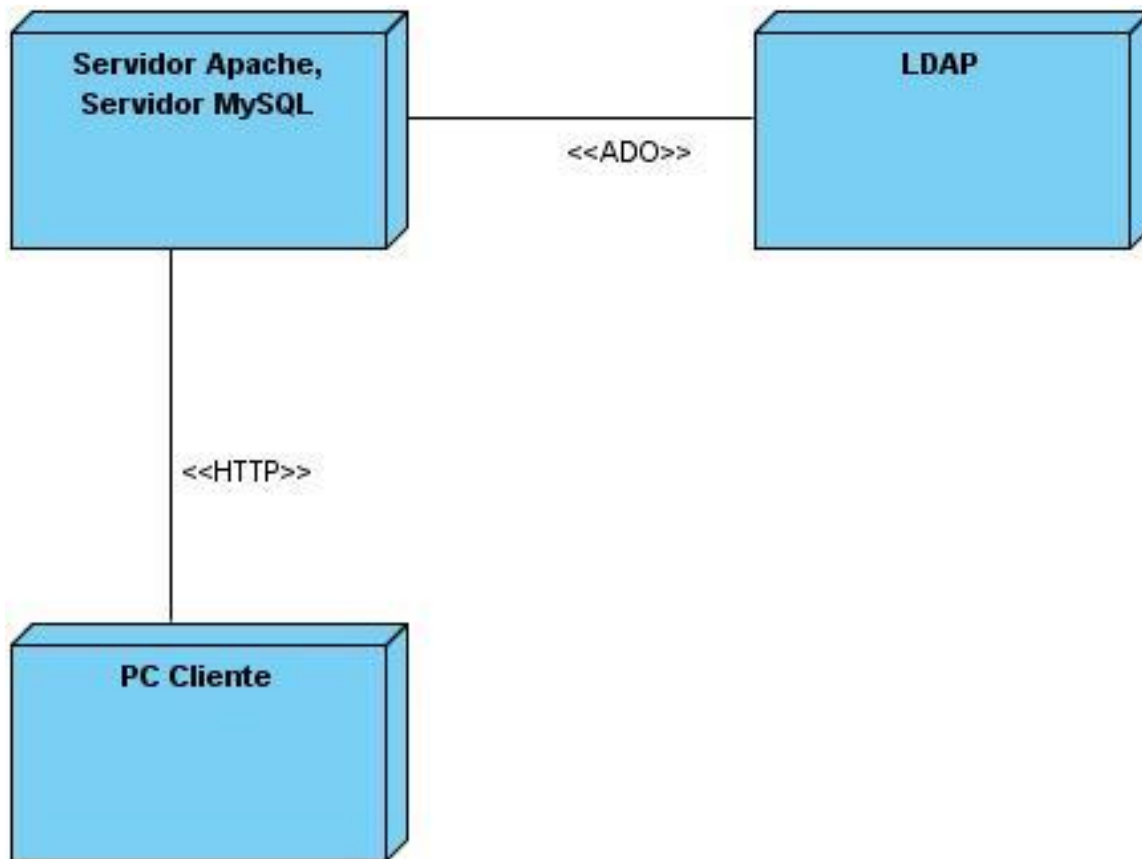 Servidor Apache,
Servidor MySQL
LDAP
<<ADO>>
<<HTTP>>
PC Cliente